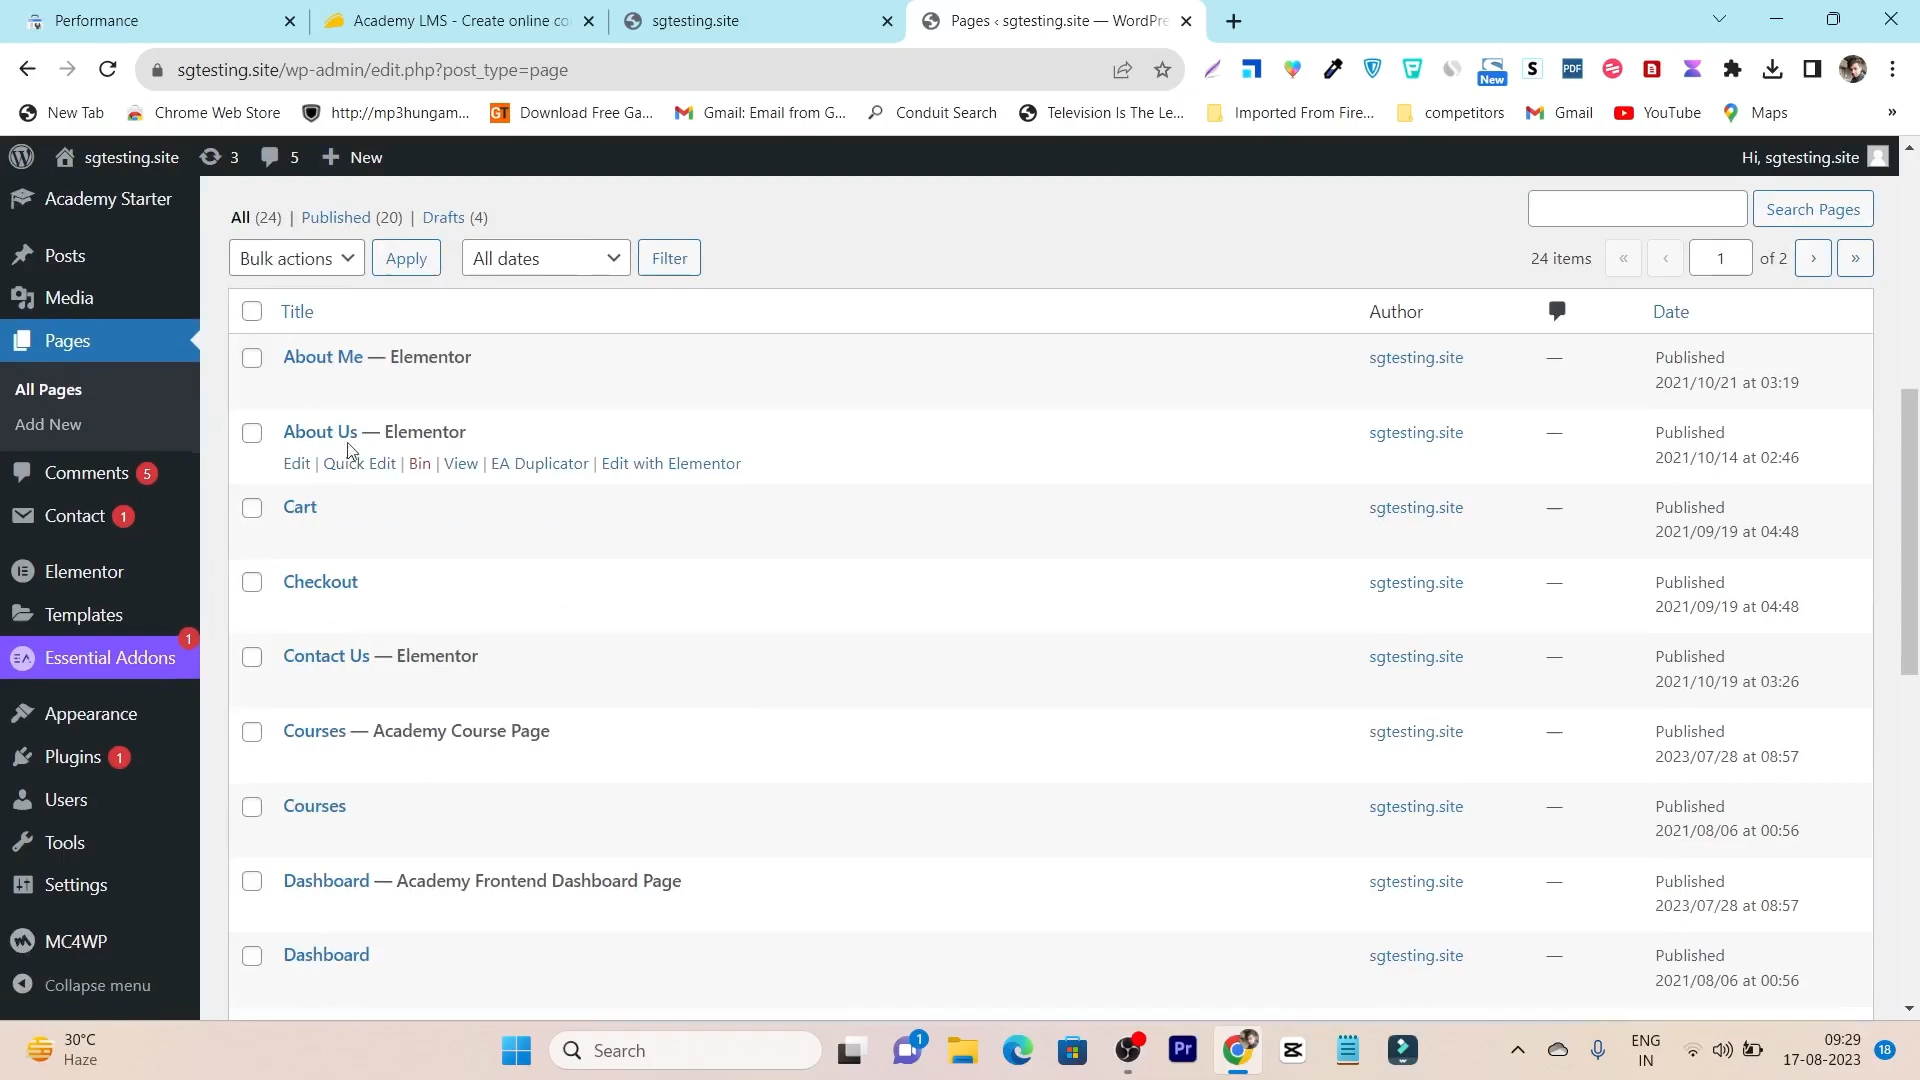 Performance
Academy LMS - Create online co
sgtesting.site
Pages ‹ sgtesting.site — WordPre
sgtesting.site/wp-admin/edit.php?post_type=page
New
S
PDF
New Tab
Chrome Web Store
http://mp3hungam...
GT
Download Free Ga...
Gmail: Email from G...
Conduit Search
Television Is The Le...
Imported From Fire...
competitors
Gmail
YouTube
Maps
»
sgtesting.site
3
5
New
Hi, sgtesting.site
Academy Starter
Posts
Media
Pages
All Pages
Add New
Comments 5
Contact 1
Elementor
Templates
1
Essential Addons
Appearance
Plugins 1
Users
Tools
Settings
MC4WP
Collapse menu
All (24) | Published (20) | Drafts (4)
Search Pages
Bulk actions
Apply
All dates
Filter
24 items « ‹ 1 of 2 › »
Title
Author
Date
About Me — Elementor
sgtesting.site
—
Published
2021/10/21 at 03:19
About Us — Elementor
Edit | Quick Edit | Bin | View | EA Duplicator | Edit with Elementor
sgtesting.site
—
Published
2021/10/14 at 02:46
Cart
sgtesting.site
—
Published
2021/09/19 at 04:48
Checkout
sgtesting.site
—
Published
2021/09/19 at 04:48
Contact Us — Elementor
sgtesting.site
—
Published
2021/10/19 at 03:26
Courses — Academy Course Page
sgtesting.site
—
Published
2023/07/28 at 08:57
Courses
sgtesting.site
—
Published
2021/08/06 at 00:56
Dashboard — Academy Frontend Dashboard Page
sgtesting.site
—
Published
2023/07/28 at 08:57
Dashboard
sgtesting.site
—
Published
2021/08/06 at 00:56
30°C
Haze
Search
1
Pr
ENG
IN
09:29
17-08-2023
18